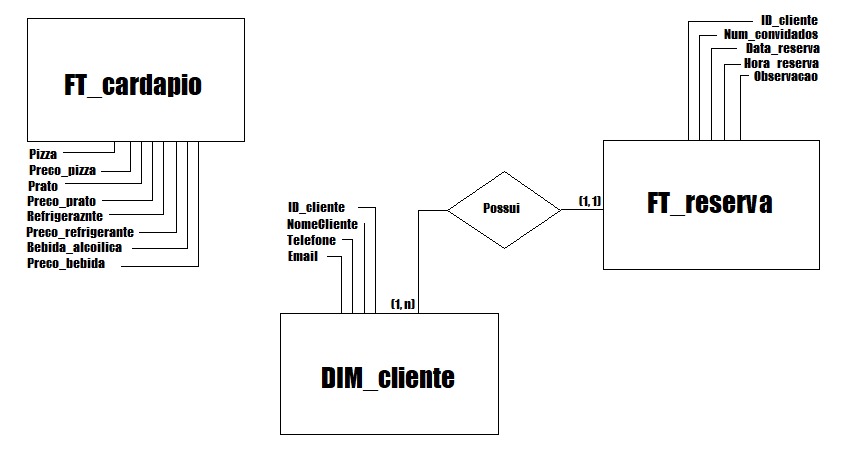 FT_cardapio
Pizza
Preco_pizza
Prato
Preco_prato
Refrigeraznte
Preco_refrigerante
Bebida_alcoilica
Preco_bebida
ID_cliente
NomeCliente
Telefone
Email
(1, n)
DIM_cliente
Possui
(1, 1)
ID_cliente
Num_convidados
Data_reserva
Hora_reserva
Observacao
FT_reserva